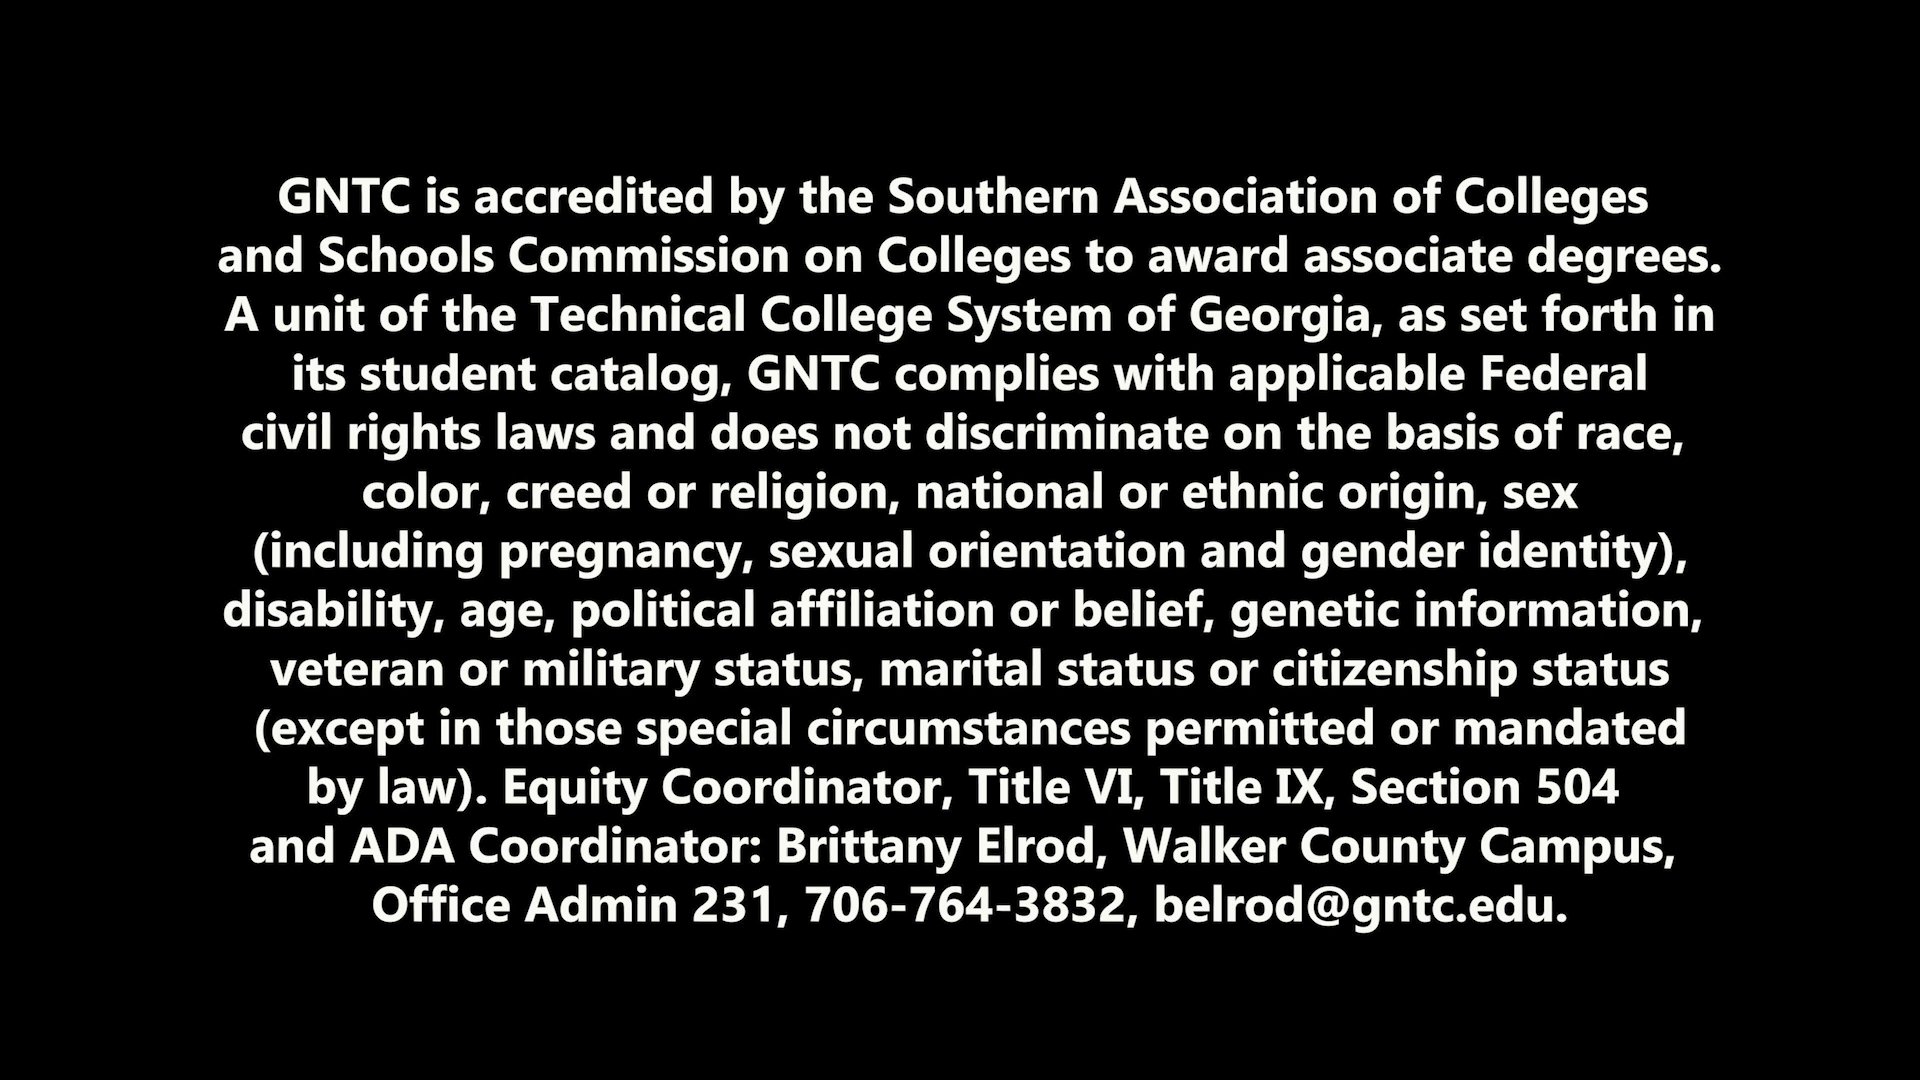 GNTC is accredited by the Southern Association of Colleges
and Schools Commission on Colleges to award associate degrees.
A unit of the Technical College System of Georgia, as set forth in
its student catalog, GNTC complies with applicable Federal
civil rights laws and does not discriminate on the basis of race,
color, creed or religion, national or ethnic origin, sex
(including pregnancy, sexual orientation and gender identity),
disability, age, political affiliation or belief, genetic information,
veteran or military status, marital status or citizenship status
(except in those special circumstances permitted or mandated
by law). Equity Coordinator, Title VI, Title IX, Section 504
and ADA Coordinator: Brittany Elrod, Walker County Campus,
Office Admin 231, 706-764-3832, belrod@gntc.edu.